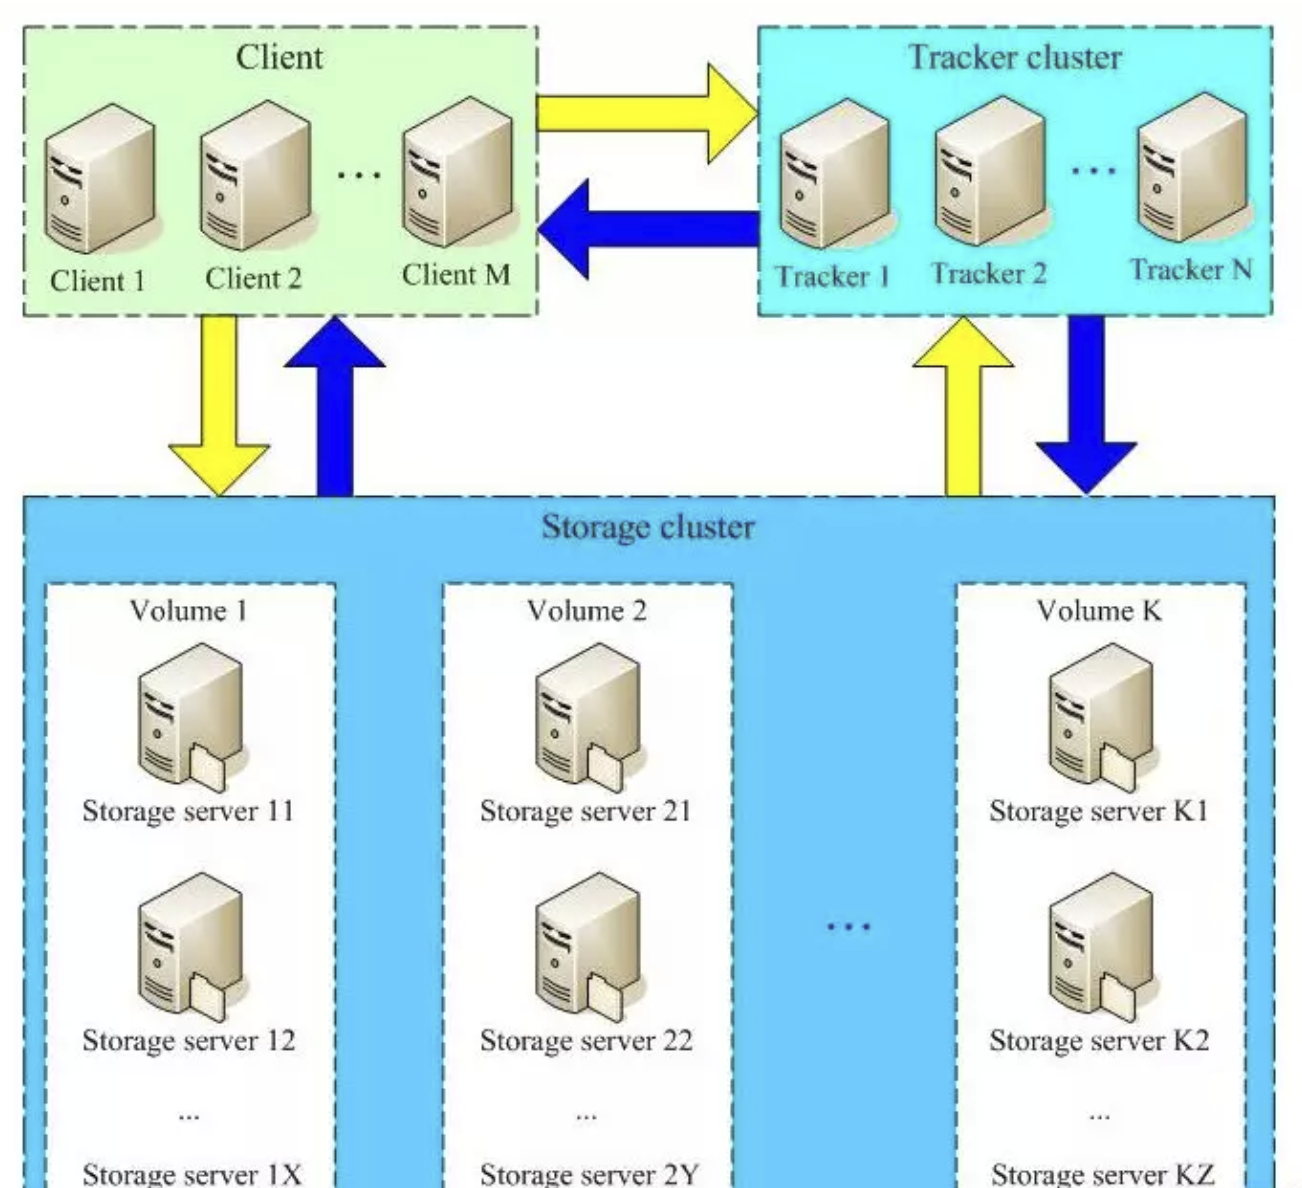 Client
Tracker cluster
...
...
Client 1
Client 2
Client M
Tracker 1
Tracker 2
Tracker N
Storage cluster
Volume 1
Volume 2
Volume K
Storage server 11
Storage server 21
Storage server K1
...
Storage server 12
Storage server 22
Storage server K2
...
...
...
Storage server 1X
Storage server 2Y
Storage server KZ